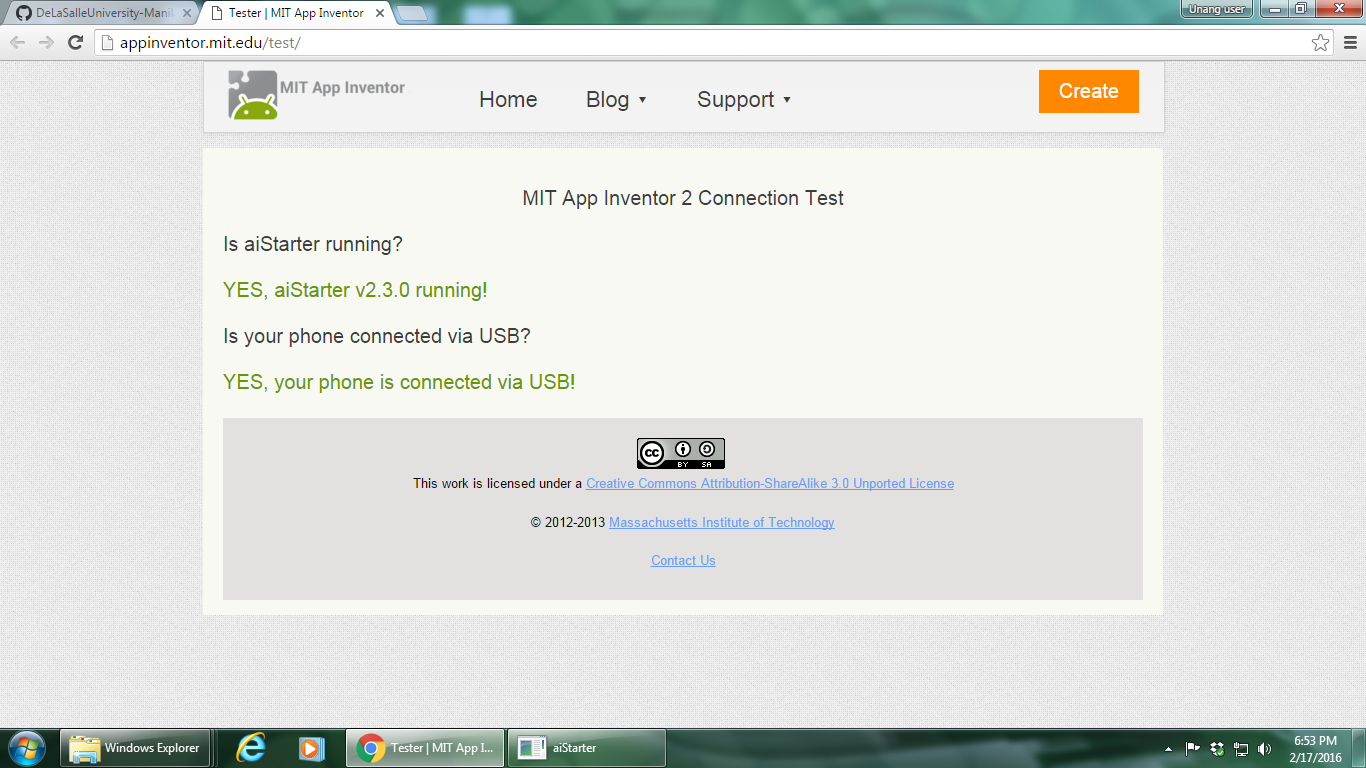 DeLaSalleUniversity-Manil
Tester | MIT App Inventor
Unang user
appinventor.mit.edu/test/
MIT App Inventor
Home
Blog
Support
Create
MIT App Inventor 2 Connection Test
Is aiStarter running?
YES, aiStarter v2.3.0 running!
Is your phone connected via USB?
YES, your phone is connected via USB!
cc BY SA
This work is licensed under a Creative Commons Attribution-ShareAlike 3.0 Unported License
© 2012-2013 Massachusetts Institute of Technology
Contact Us
Windows Explorer
Tester | MIT App I...
aiStarter
6:53 PM
2/17/2016